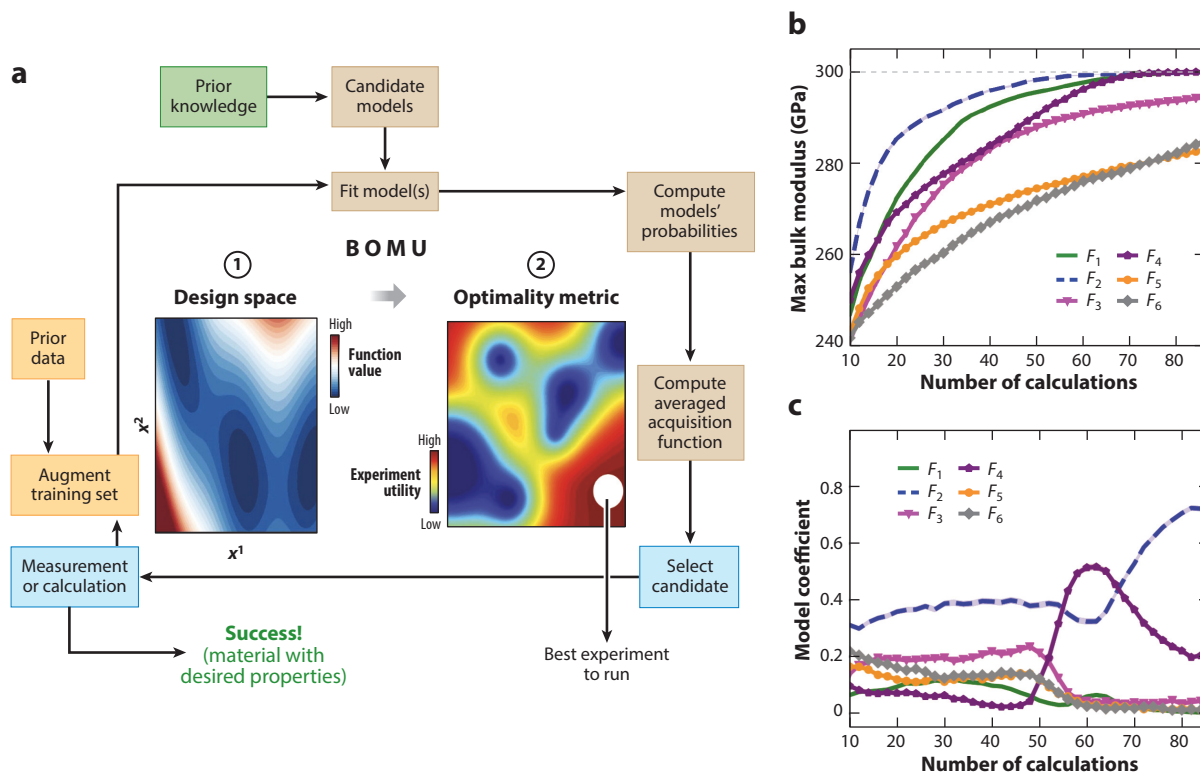 a
Prior
knowledge
Candidate
models
Fit model(s)
Compute
models’
probabilities
BOMU
1
Design space
2
Optimality metric
High
Function
value
Low
x2
x1
High
Experiment
utility
Low
Prior
data
Augment
training set
Measurement
or calculation
Compute
averaged
acquisition
function
Select
candidate
Success!
(material with
desired properties)
Best experiment
to run
b
Max bulk modulus (GPa)
300
280
260
240
10 20 30 40 50 60 70 80
Number of calculations
F1 F4
F2 F5
F3 F6
c
Model coefficient
0.8
0.6
0.4
0.2
0
10 20 30 40 50 60 70 80
Number of calculations
F1 F4
F2 F5
F3 F6